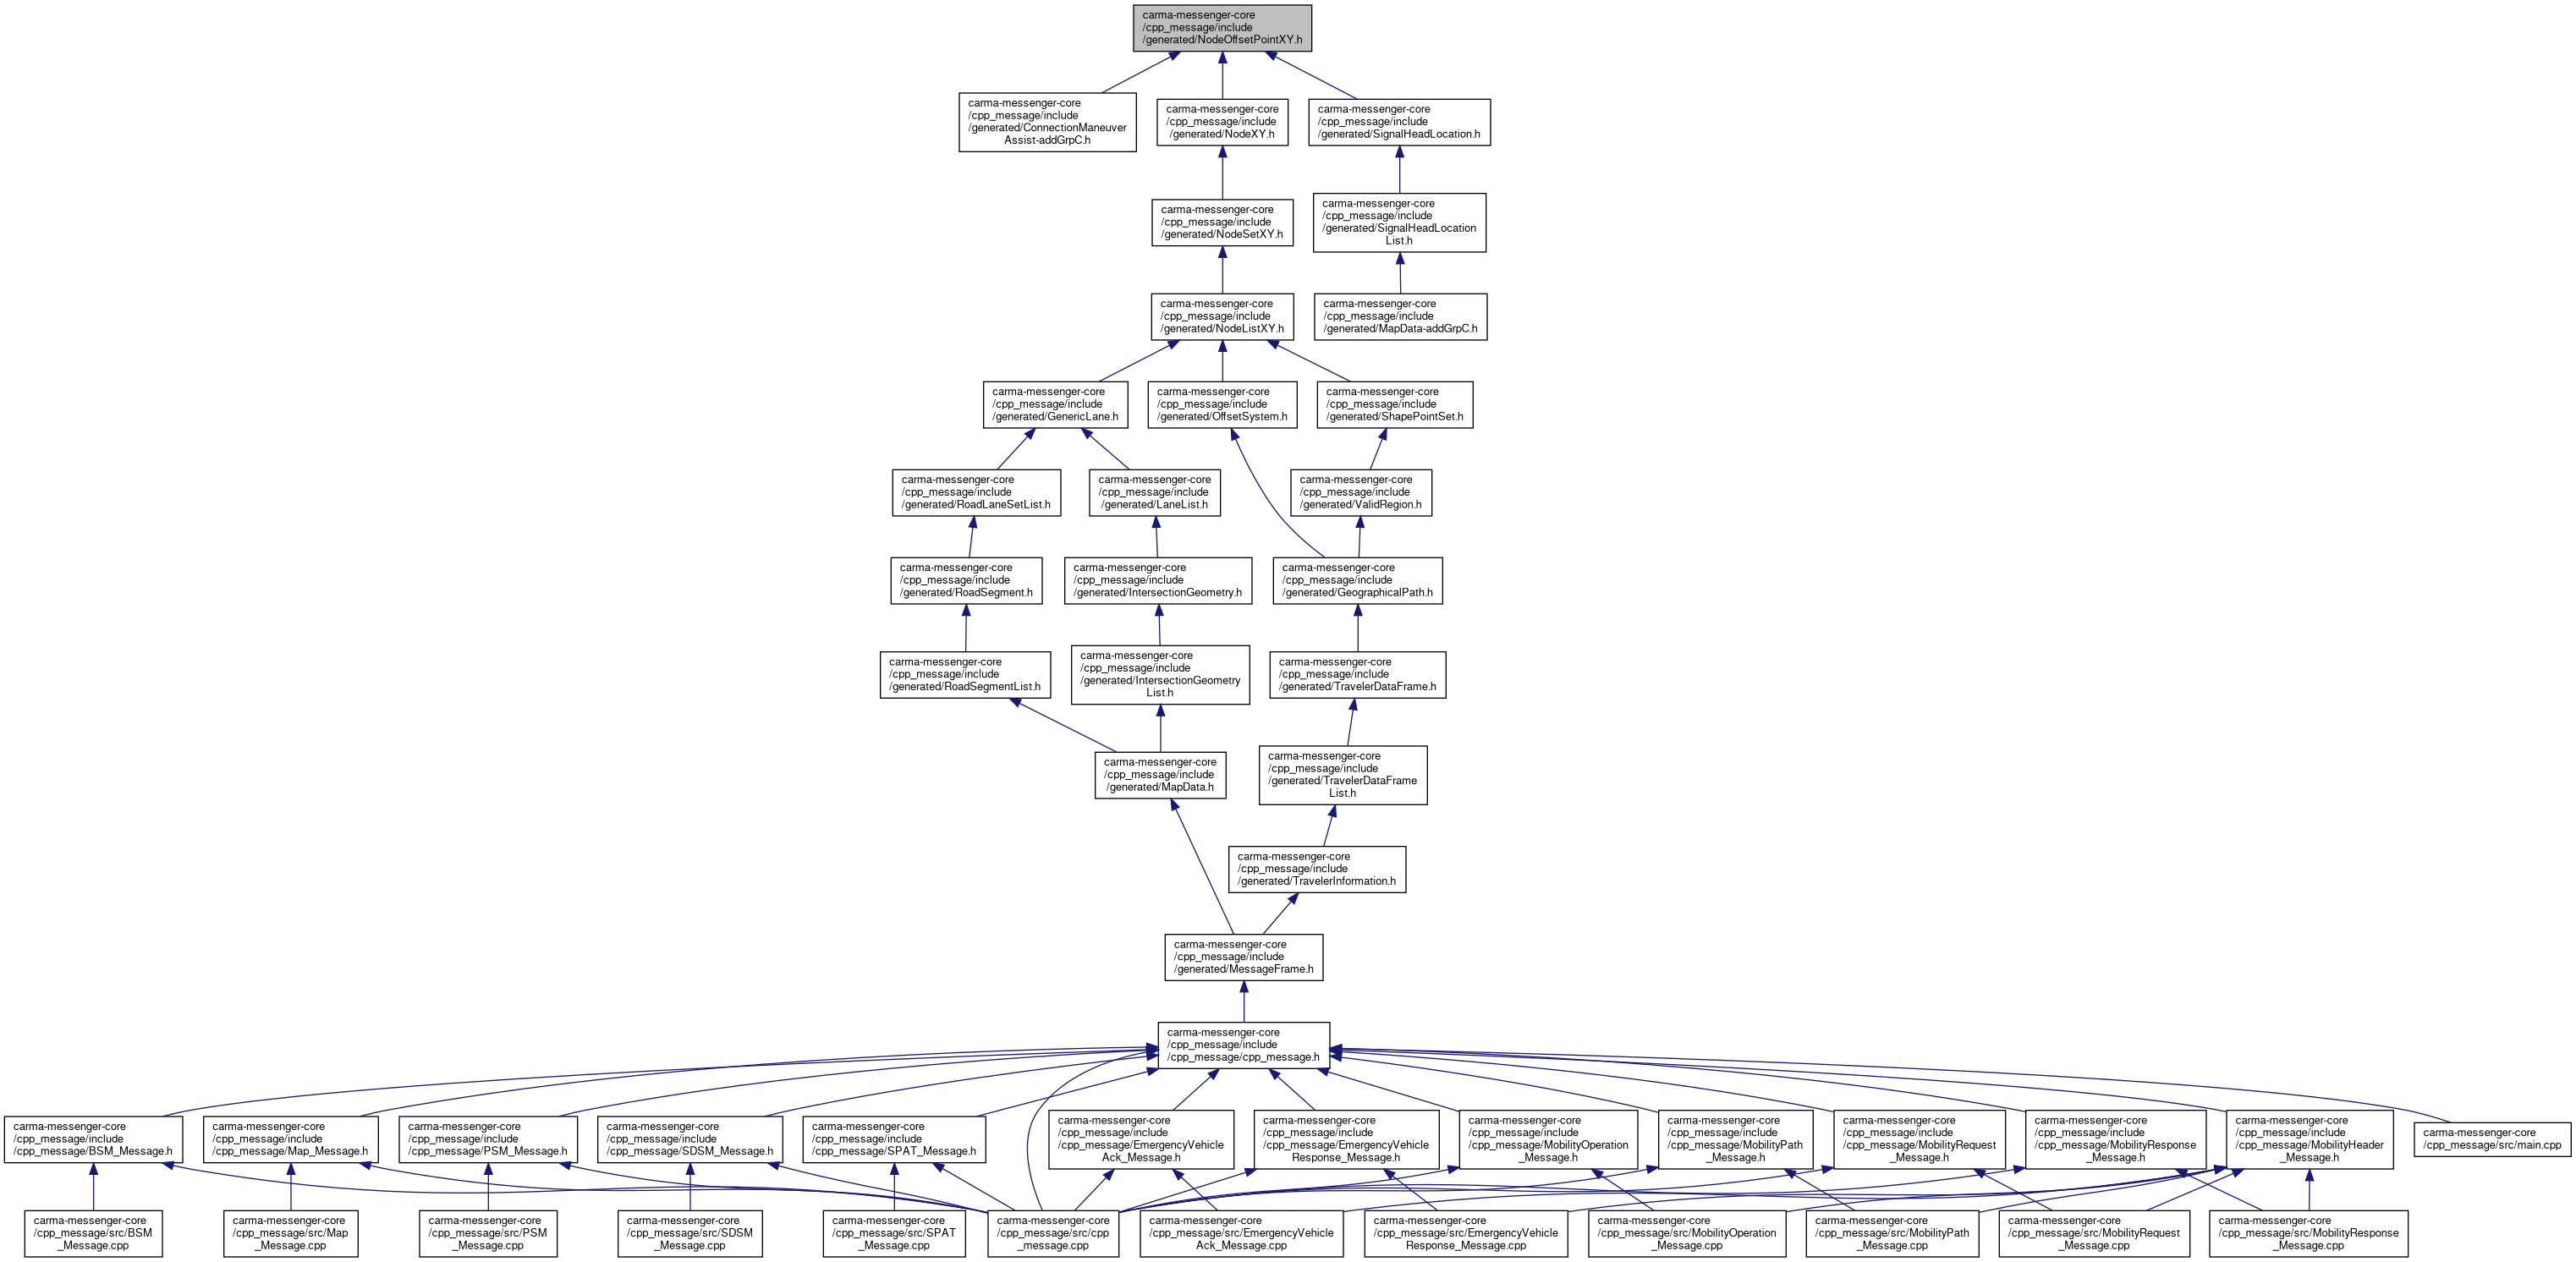 carma-messenger-core
/cpp_message/include
/generated/NodeOffsetPointXY.h
carma-messenger-core
/cpp_message/include
/generated/ConnectionManeuver
Assist-addGrpC.h
carma-messenger-core
/cpp_message/include
/generated/NodeXY.h
carma-messenger-core
/cpp_message/include
/generated/SignalHeadLocation.h
carma-messenger-core
/cpp_message/include
/generated/NodeSetXY.h
carma-messenger-core
/cpp_message/include
/generated/SignalHeadLocation
List.h
carma-messenger-core
/cpp_message/include
/generated/NodeListXY.h
carma-messenger-core
/cpp_message/include
/generated/MapData-addGrpC.h
carma-messenger-core
/cpp_message/include
/generated/GenericLane.h
carma-messenger-core
/cpp_message/include
/generated/OffsetSystem.h
carma-messenger-core
/cpp_message/include
/generated/ShapePointSet.h
carma-messenger-core
/cpp_message/include
/generated/RoadLaneSetList.h
carma-messenger-core
/cpp_message/include
/generated/LaneList.h
carma-messenger-core
/cpp_message/include
/generated/ValidRegion.h
carma-messenger-core
/cpp_message/include
/generated/RoadSegment.h
carma-messenger-core
/cpp_message/include
/generated/IntersectionGeometry.h
carma-messenger-core
/cpp_message/include
/generated/GeographicalPath.h
carma-messenger-core
/cpp_message/include
/generated/RoadSegmentList.h
carma-messenger-core
/cpp_message/include
/generated/IntersectionGeometry
List.h
carma-messenger-core
/cpp_message/include
/generated/TravelerDataFrame.h
carma-messenger-core
/cpp_message/include
/generated/MapData.h
carma-messenger-core
/cpp_message/include
/generated/TravelerDataFrame
List.h
carma-messenger-core
/cpp_message/include
/generated/TravelerInformation.h
carma-messenger-core
/cpp_message/include
/generated/MessageFrame.h
carma-messenger-core
/cpp_message/include
/cpp_message/cpp_message.h
carma-messenger-core
/cpp_message/include
/cpp_message/BSM_Message.h
carma-messenger-core
/cpp_message/include
/cpp_message/Map_Message.h
carma-messenger-core
/cpp_message/include
/cpp_message/PSM_Message.h
carma-messenger-core
/cpp_message/include
/cpp_message/SDSM_Message.h
carma-messenger-core
/cpp_message/include
/cpp_message/SPAT_Message.h
carma-messenger-core
/cpp_message/include
/cpp_message/EmergencyVehicle
Ack_Message.h
carma-messenger-core
/cpp_message/include
/cpp_message/EmergencyVehicle
Response_Message.h
carma-messenger-core
/cpp_message/include
/cpp_message/MobilityOperation
_Message.h
carma-messenger-core
/cpp_message/include
/cpp_message/MobilityPath
_Message.h
carma-messenger-core
/cpp_message/include
/cpp_message/MobilityRequest
_Message.h
carma-messenger-core
/cpp_message/include
/cpp_message/MobilityResponse
_Message.h
carma-messenger-core
/cpp_message/include
/cpp_message/MobilityHeader
_Message.h
carma-messenger-core
/cpp_message/src/main.cpp
carma-messenger-core
/cpp_message/src/BSM
_Message.cpp
carma-messenger-core
/cpp_message/src/Map
_Message.cpp
carma-messenger-core
/cpp_message/src/PSM
_Message.cpp
carma-messenger-core
/cpp_message/src/SDSM
_Message.cpp
carma-messenger-core
/cpp_message/src/SPAT
_Message.cpp
carma-messenger-core
/cpp_message/src/cpp
_message.cpp
carma-messenger-core
/cpp_message/src/EmergencyVehicle
Ack_Message.cpp
carma-messenger-core
/cpp_message/src/EmergencyVehicle
Response_Message.cpp
carma-messenger-core
/cpp_message/src/MobilityOperation
_Message.cpp
carma-messenger-core
/cpp_message/src/MobilityPath
_Message.cpp
carma-messenger-core
/cpp_message/src/MobilityRequest
_Message.cpp
carma-messenger-core
/cpp_message/src/MobilityResponse
_Message.cpp